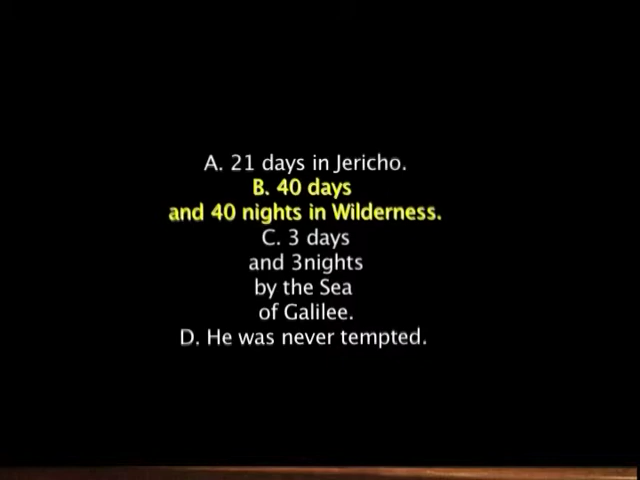 A. 21 days in Jericho.
B. 40 days
and 40 nights in Wilderness.
C. 3 days
and 3nights
by the Sea
of Galilee.
D. He was never tempted.